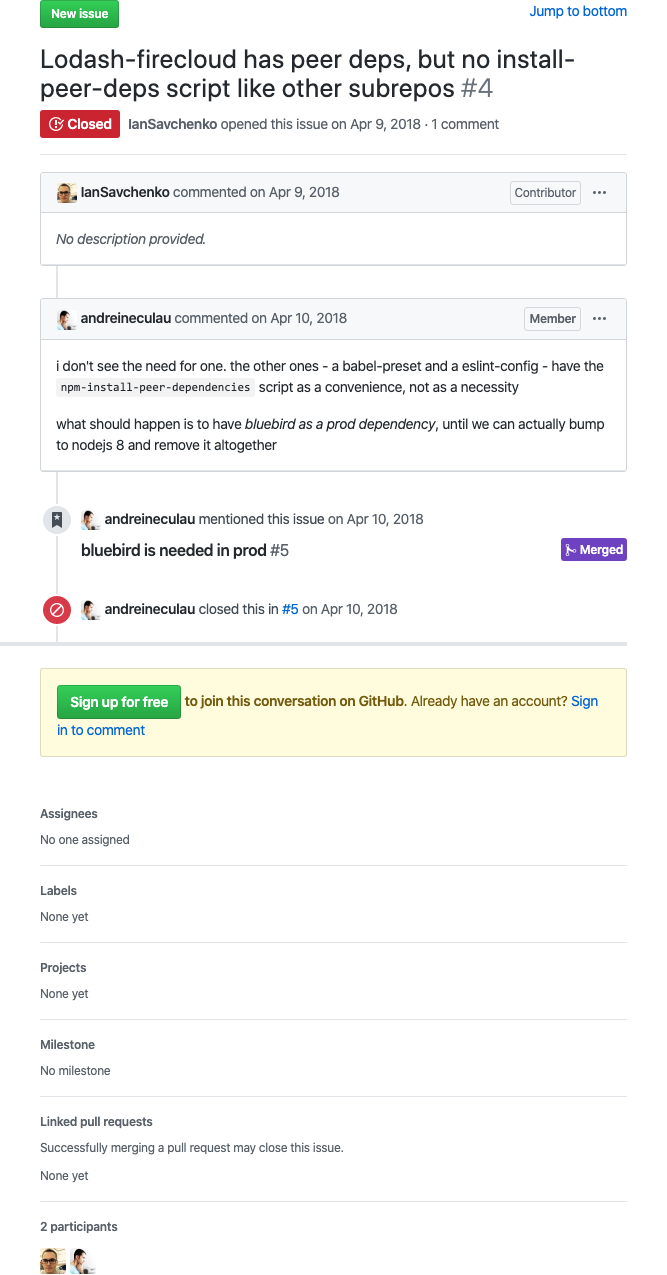 New issue
Jump to bottom
Lodash-firecloud has peer deps, but no install-
peer-deps script like other subrepos #4
Closed IanSavchenko opened this issue on Apr 9, 2018 · 1 comment
IanSavchenko commented on Apr 9, 2018 Contributor ···
No description provided.
andreineculau commented on Apr 10, 2018 Member ···
i don't see the need for one. the other ones - a babel-preset and a eslint-config - have the
npm-install-peer-dependencies script as a convenience, not as a necessity
what should happen is to have bluebird as a prod dependency, until we can actually bump
to nodejs 8 and remove it altogether
andreineculau mentioned this issue on Apr 10, 2018
bluebird is needed in prod #5 Merged
andreineculau closed this in #5 on Apr 10, 2018
Sign up for free to join this conversation on GitHub. Already have an account? Sign
in to comment
Assignees
No one assigned
Labels
None yet
Projects
None yet
Milestone
No milestone
Linked pull requests
Successfully merging a pull request may close this issue.
None yet
2 participants